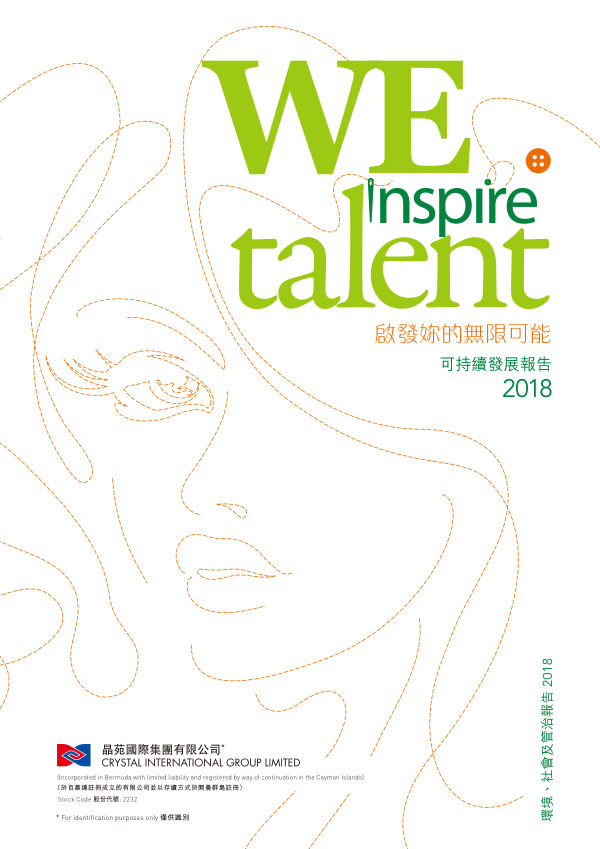 WE
Inspire
talent
啟發妳的無限可能
可持續發展報告
2018
環境、社會及管治報告 2018
晶苑國際集團有限公司*
CRYSTAL INTERNATIONAL GROUP LIMITED
(Incorporated in Bermuda with limited liability and registered by way of continuation in the Cayman Islands)
(於百慕達註冊成立的有限公司並以存續方式於開曼群島註冊)
Stock Code 股份代號: 2232
* For identification purposes only 僅供識別